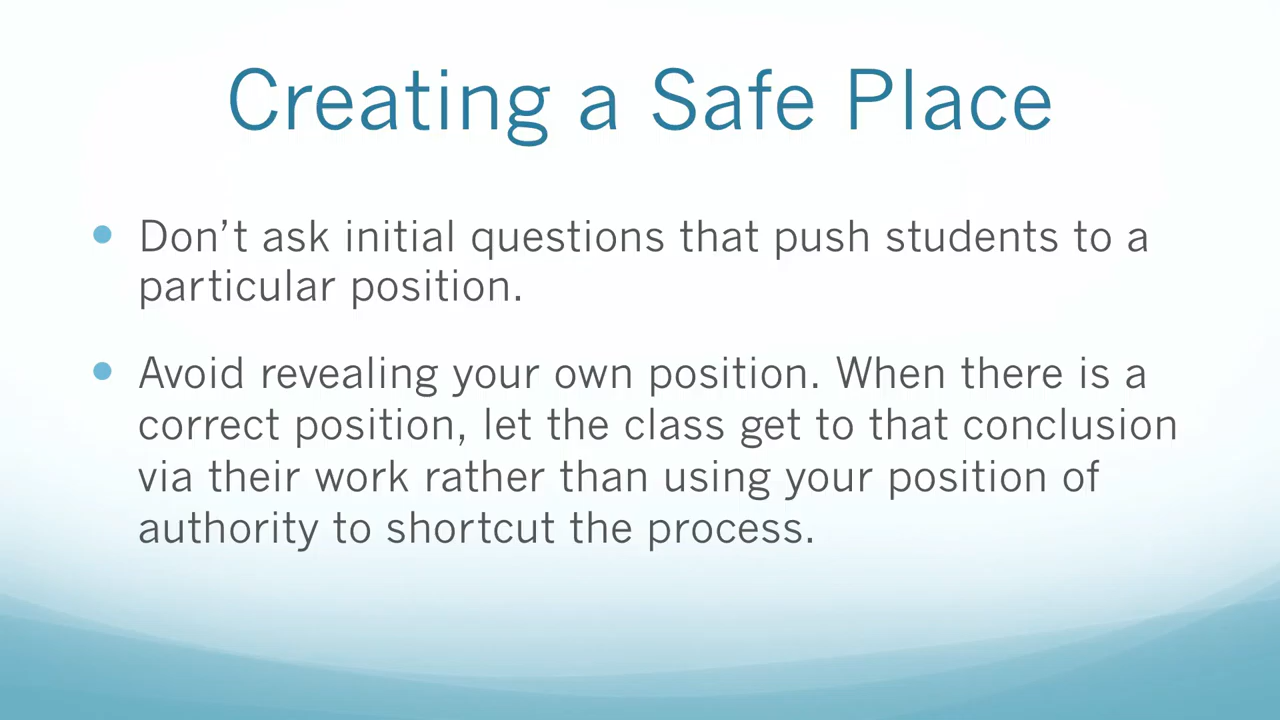 Creating a Safe Place
• Don’t ask initial questions that push students to a
particular position.
• Avoid revealing your own position. When there is a
correct position, let the class get to that conclusion
via their work rather than using your position of
authority to shortcut the process.